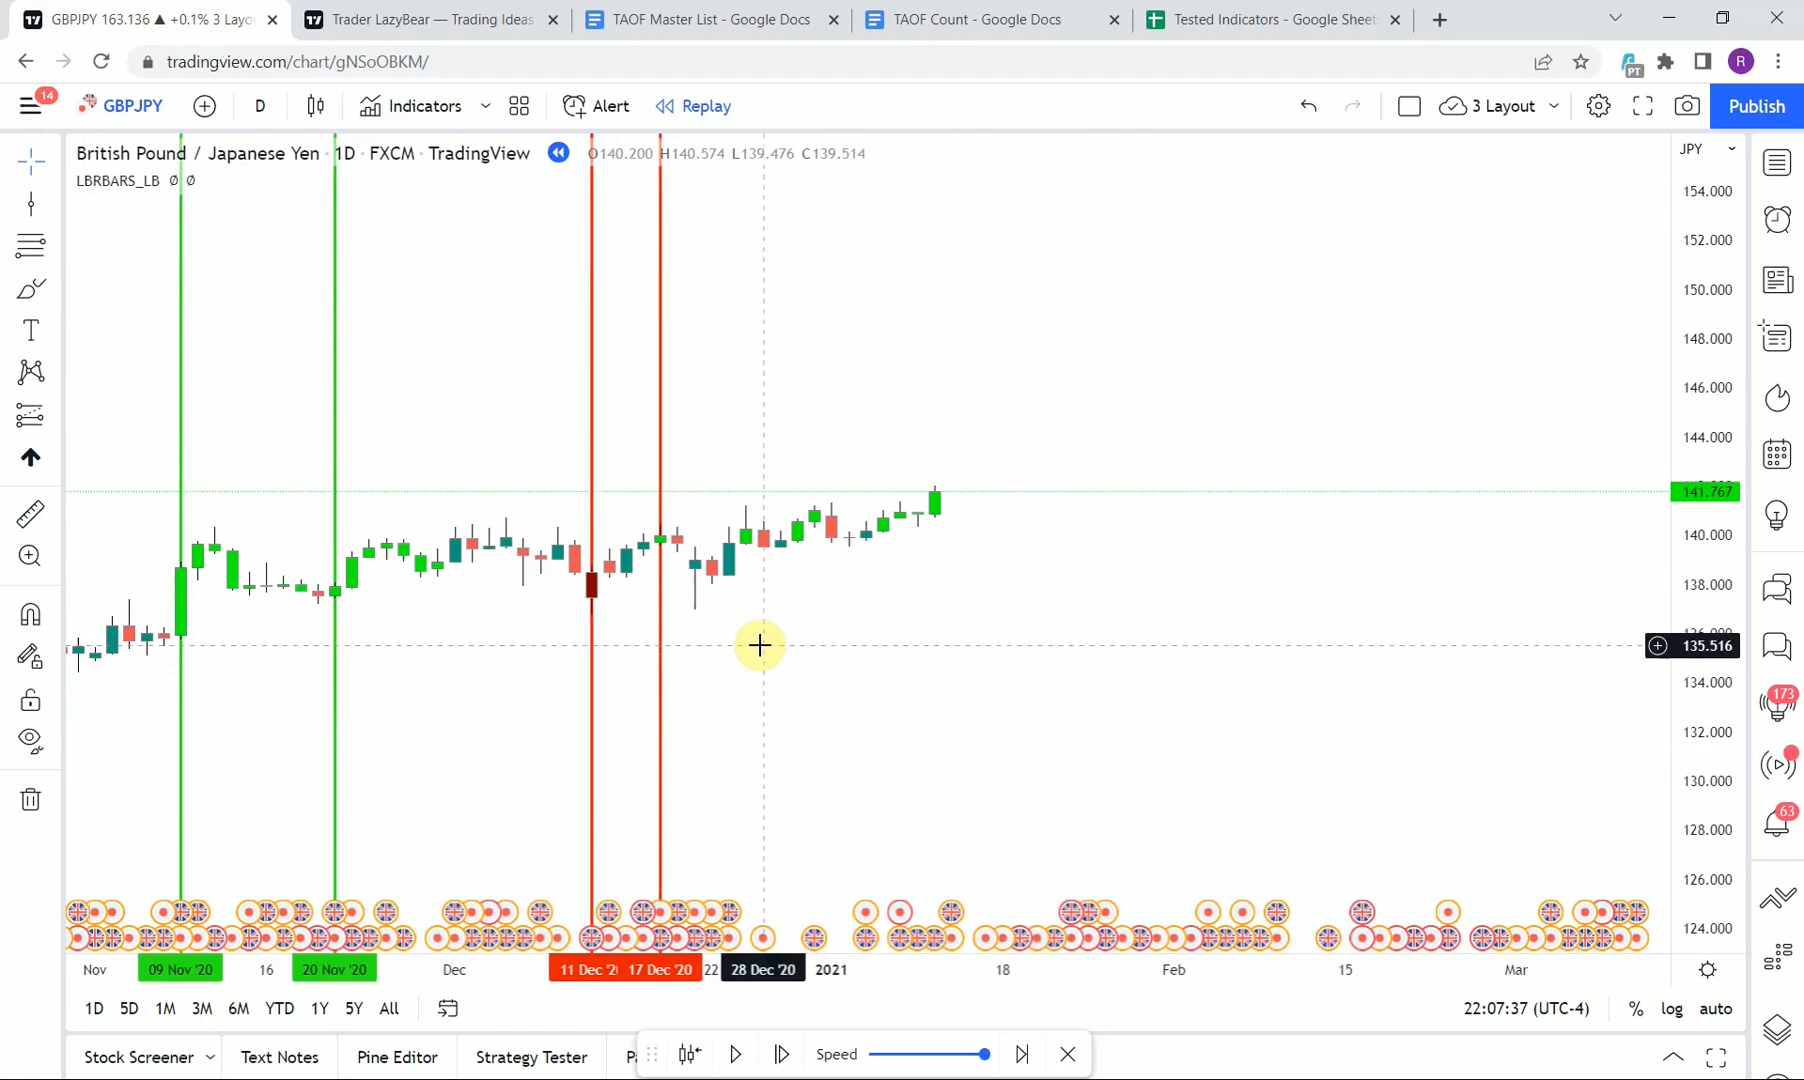 GBPJPY 163.136 ▲ +0.1% 3 Layo
Trader LazyBear — Trading Ideas
TAOF Master List - Google Docs
TAOF Count - Google Docs
Tested Indicators - Google Sheet
tradingview.com/chart/gNSoOBKM/
PT
R
14
GBPJPY
D
Indicators
Alert
Replay
3 Layout
Publish
British Pound / Japanese Yen · 1D · FXCM · TradingView
O140.200 H140.574 L139.476 C139.514
JPY
LBRBARS_LB Ø Ø
154.000
152.000
150.000
148.000
146.000
144.000
141.767
140.000
138.000
135.516
134.000
132.000
130.000
128.000
126.000
124.000
173
63
Nov
09 Nov '20
16
20 Nov '20
Dec
11 Dec '2
17 Dec '20
22
28 Dec '20
2021
18
Feb
15
Mar
1D 5D 1M 3M 6M YTD 1Y 5Y All
22:07:37 (UTC-4)
% log auto
Stock Screener
Text Notes
Pine Editor
Strategy Tester
Speed